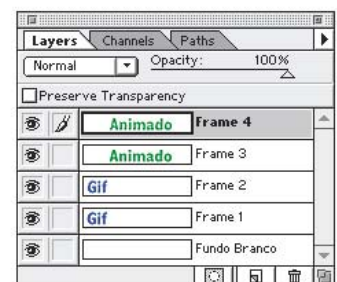 Layers Channels Paths
Normal Opacity: 100%
Preserve Transparency
Animado Frame 4
Animado Frame 3
Gif Frame 2
Gif Frame 1
Fundo Branco